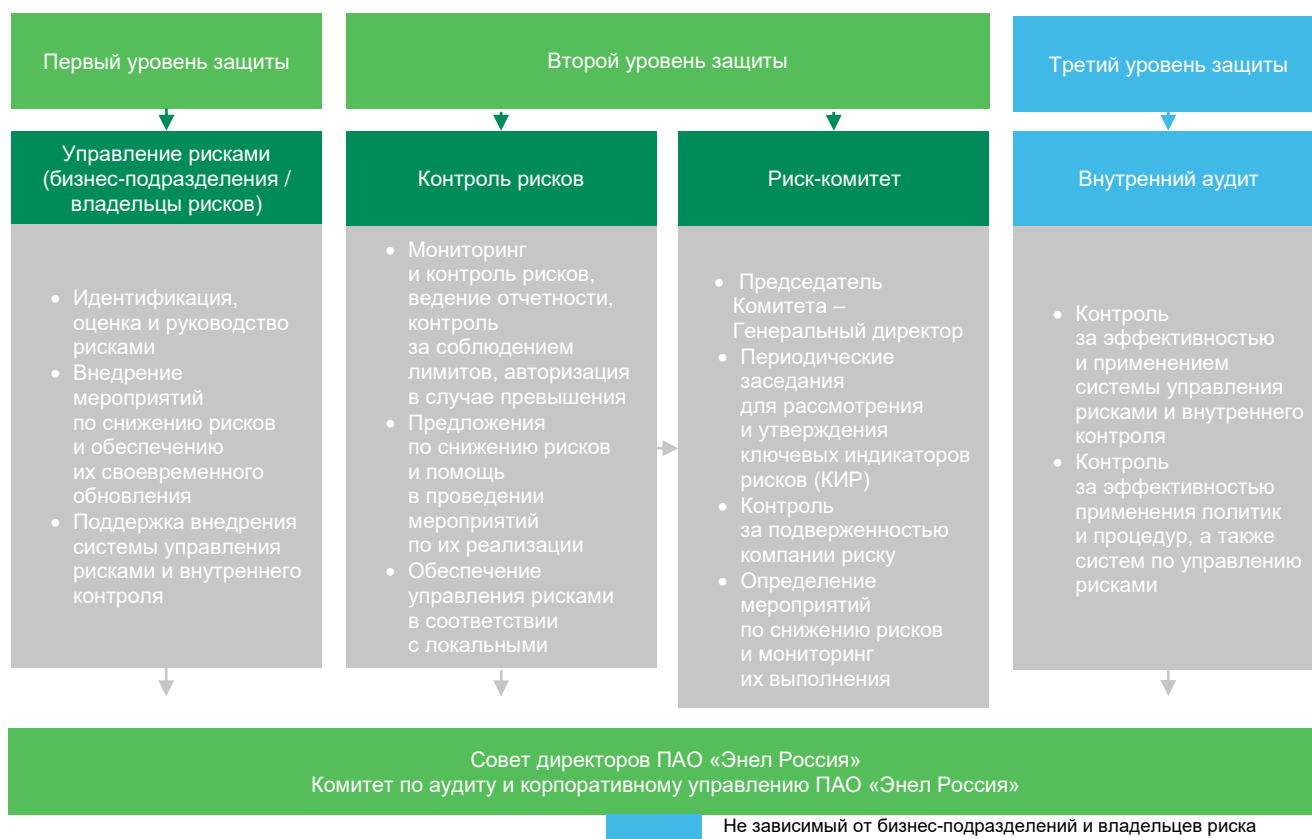 Первый уровень защиты
Второй уровень защиты
Третий уровень защиты
Управление рисками
(бизнес-подразделения /
владельцы рисков)
Контроль рисков
Риск-комитет
Внутренний аудит
• Идентификация,
оценка и руководство
рисками
• Внедрение
мероприятий
по снижению рисков
и обеспечению
их своевременного
обновления
• Поддержка внедрения
системы управления
рисками и внутреннего
контроля
• Мониторинг
и контроль рисков,
ведение отчетности,
контроль
за соблюдением
лимитов, авторизация
в случае превышения
• Предложения
по снижению рисков
и помощь
в проведении
мероприятий
по их реализации
• Обеспечение
управления рисками
в соответствии
с локальными
• Председатель
Комитета –
Генеральный директор
• Периодические
заседания
для рассмотрения
и утверждения
ключевых индикаторов
рисков (КИР)
• Контроль
за подверженностью
компании риску
• Определение
мероприятий
по снижению рисков
и мониторинг
их выполнения
• Контроль
за эффективностью
и применением
системы управления
рисками и внутреннего
контроля
• Контроль
за эффективностью
применения политик
и процедур, а также
систем по управлению
рисками
Совет директоров ПАО «Энел Россия»
Комитет по аудиту и корпоративному управлению ПАО «Энел Россия»
Не зависимый от бизнес-подразделений и владельцев риска